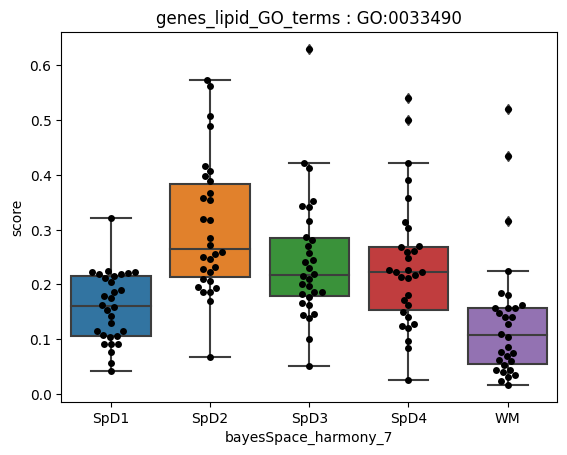 genes_lipid_GO_terms : GO:0033490
score
0.6
0.5
0.4
0.3
0.2
0.1
0.0
SpD1 SpD2 SpD3 SpD4 WM
bayesSpace_harmony_7